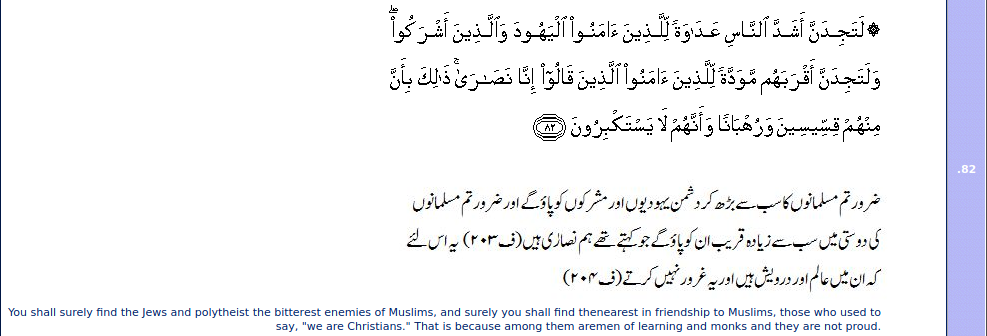 ۞ لَتَجِدَنَّ أَشَدَّ ٱلنَّاسِ عَدَٰوَةً لِّلَّذِينَ ءَامَنُوا۟ ٱلْيَهُودَ وَٱلَّذِينَ أَشْرَكُوا۟ ۖ
وَلَتَجِدَنَّ أَقْرَبَهُم مَّوَدَّةً لِّلَّذِينَ ءَامَنُوا۟ ٱلَّذِينَ قَالُوٓا۟ إِنَّا نَصَٰرَىٰ ۚ ذَٰلِكَ بِأَنَّ
مِنْهُمْ قِسِّيسِينَ وَرُهْبَانًا وَأَنَّهُمْ لَا يَسْتَكْبِرُونَ ٨٢
.82
ضرور تم مسلمانوں کا سب سے بڑھ کر دشمن یہودیوں اور مشرکوں کو پاؤ گے اور ضرور تم مسلمانوں
کی دوستی میں سب سے زیادہ قریب ان کو پاؤ گے جو کہتے تھے ہم نصاریٰ ہیں (ف۲۰۳) یہ اس لئے
کہ ان میں عالم اور درویش ہیں اور یہ غرور نہیں کرتے (ف۲۰۴)
You shall surely find the Jews and polytheist the bitterest enemies of Muslims, and surely you shall find thenearest in friendship to Muslims, those who used to
say, "we are Christians." That is because among them aremen of learning and monks and they are not proud.